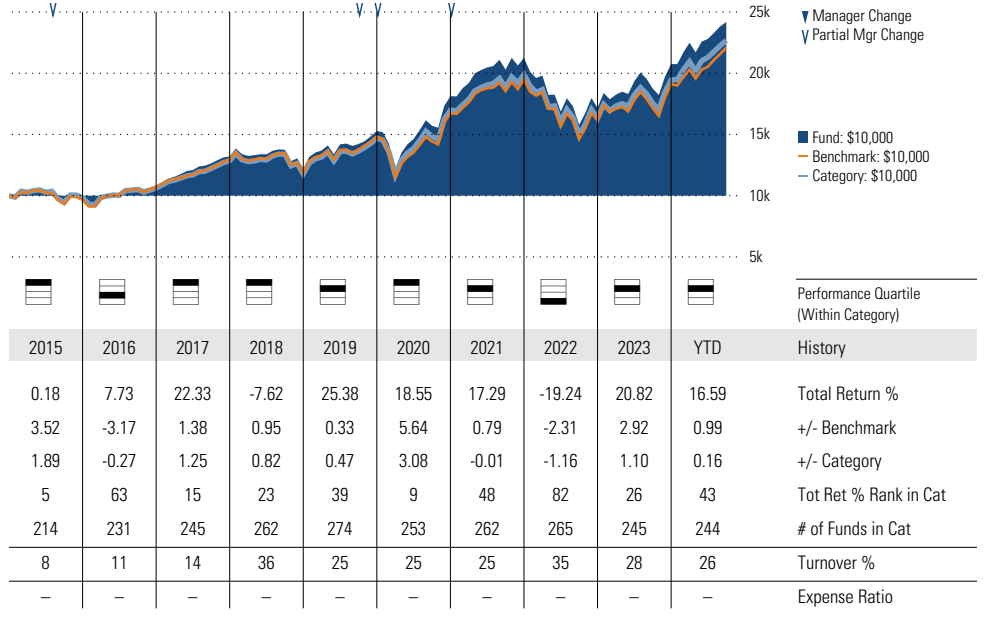 25k
20k
15k
10k
5k
Manager Change
Partial Mgr Change
Fund: $10,000
Benchmark: $10,000
Category: $10,000
Performance Quartile
(Within Category)
2015 2016 2017 2018 2019 2020 2021 2022 2023 YTD History
0.18 7.73 22.33 -7.62 25.38 18.55 17.29 -19.24 20.82 16.59 Total Return %
3.52 -3.17 1.38 0.95 0.33 5.64 0.79 -2.31 2.92 0.99 +/- Benchmark
1.89 -0.27 1.25 0.82 0.47 3.08 -0.01 -1.16 1.10 0.16 +/- Category
5 63 15 23 39 9 48 82 26 43 Tot Ret % Rank in Cat
214 231 245 262 274 253 262 265 245 244 # of Funds in Cat
8 11 14 36 25 25 25 35 28 26 Turnover %
– – – – – – – – – – Expense Ratio